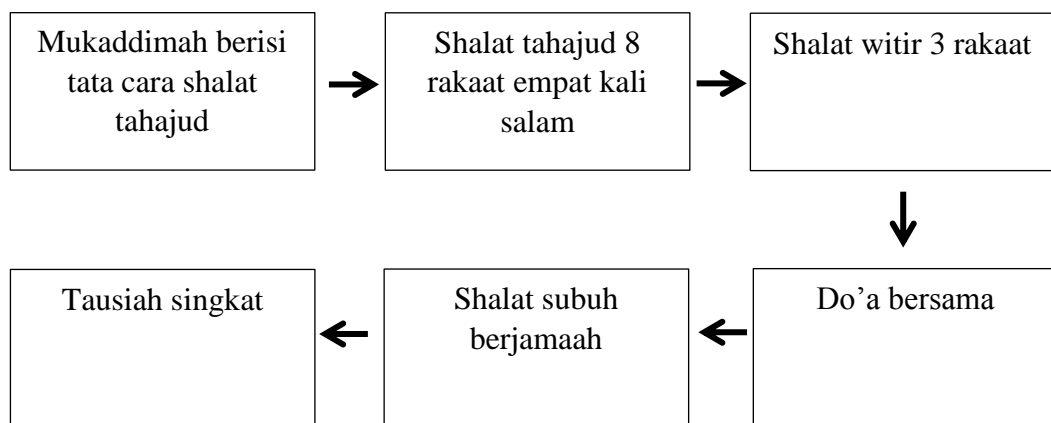 Mukaddimah berisi
tata cara shalat
tahajud
Shalat tahajud 8
rakaat empat kali
salam
Shalat witir 3 rakaat
Do’a bersama
Shalat subuh
berjamaah
Tausiah singkat